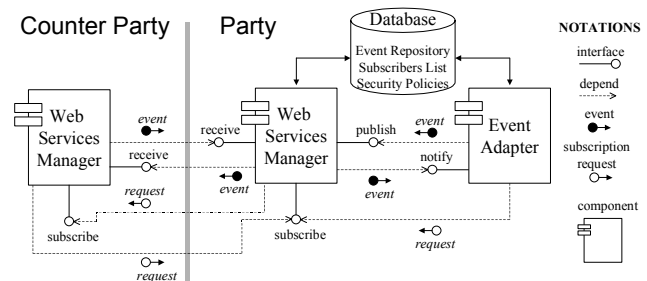 Counter Party
Party
Database
Event Repository
Subscribers List
Security Policies
NOTATIONS
interface
depend
event
subscription
request
component
Web
Services
Manager
event
receive
receive
event
request
subscribe
request
Web
Services
Manager
publish
event
notify
event
subscribe
request
Event
Adapter